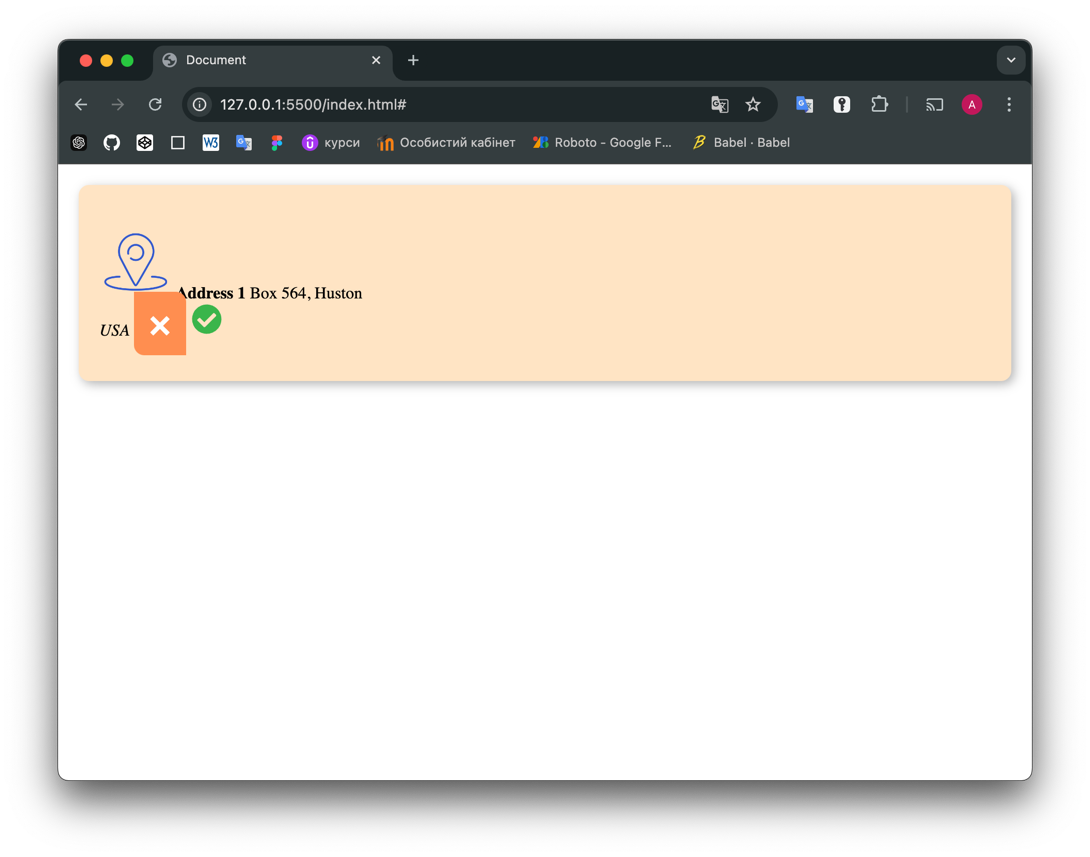 Document
127.0.0.1:5500/index.html#
A
W3 курси Особистий кабінет Roboto - Google F... Babel · Babel
Address 1 Box 564, Huston
USA